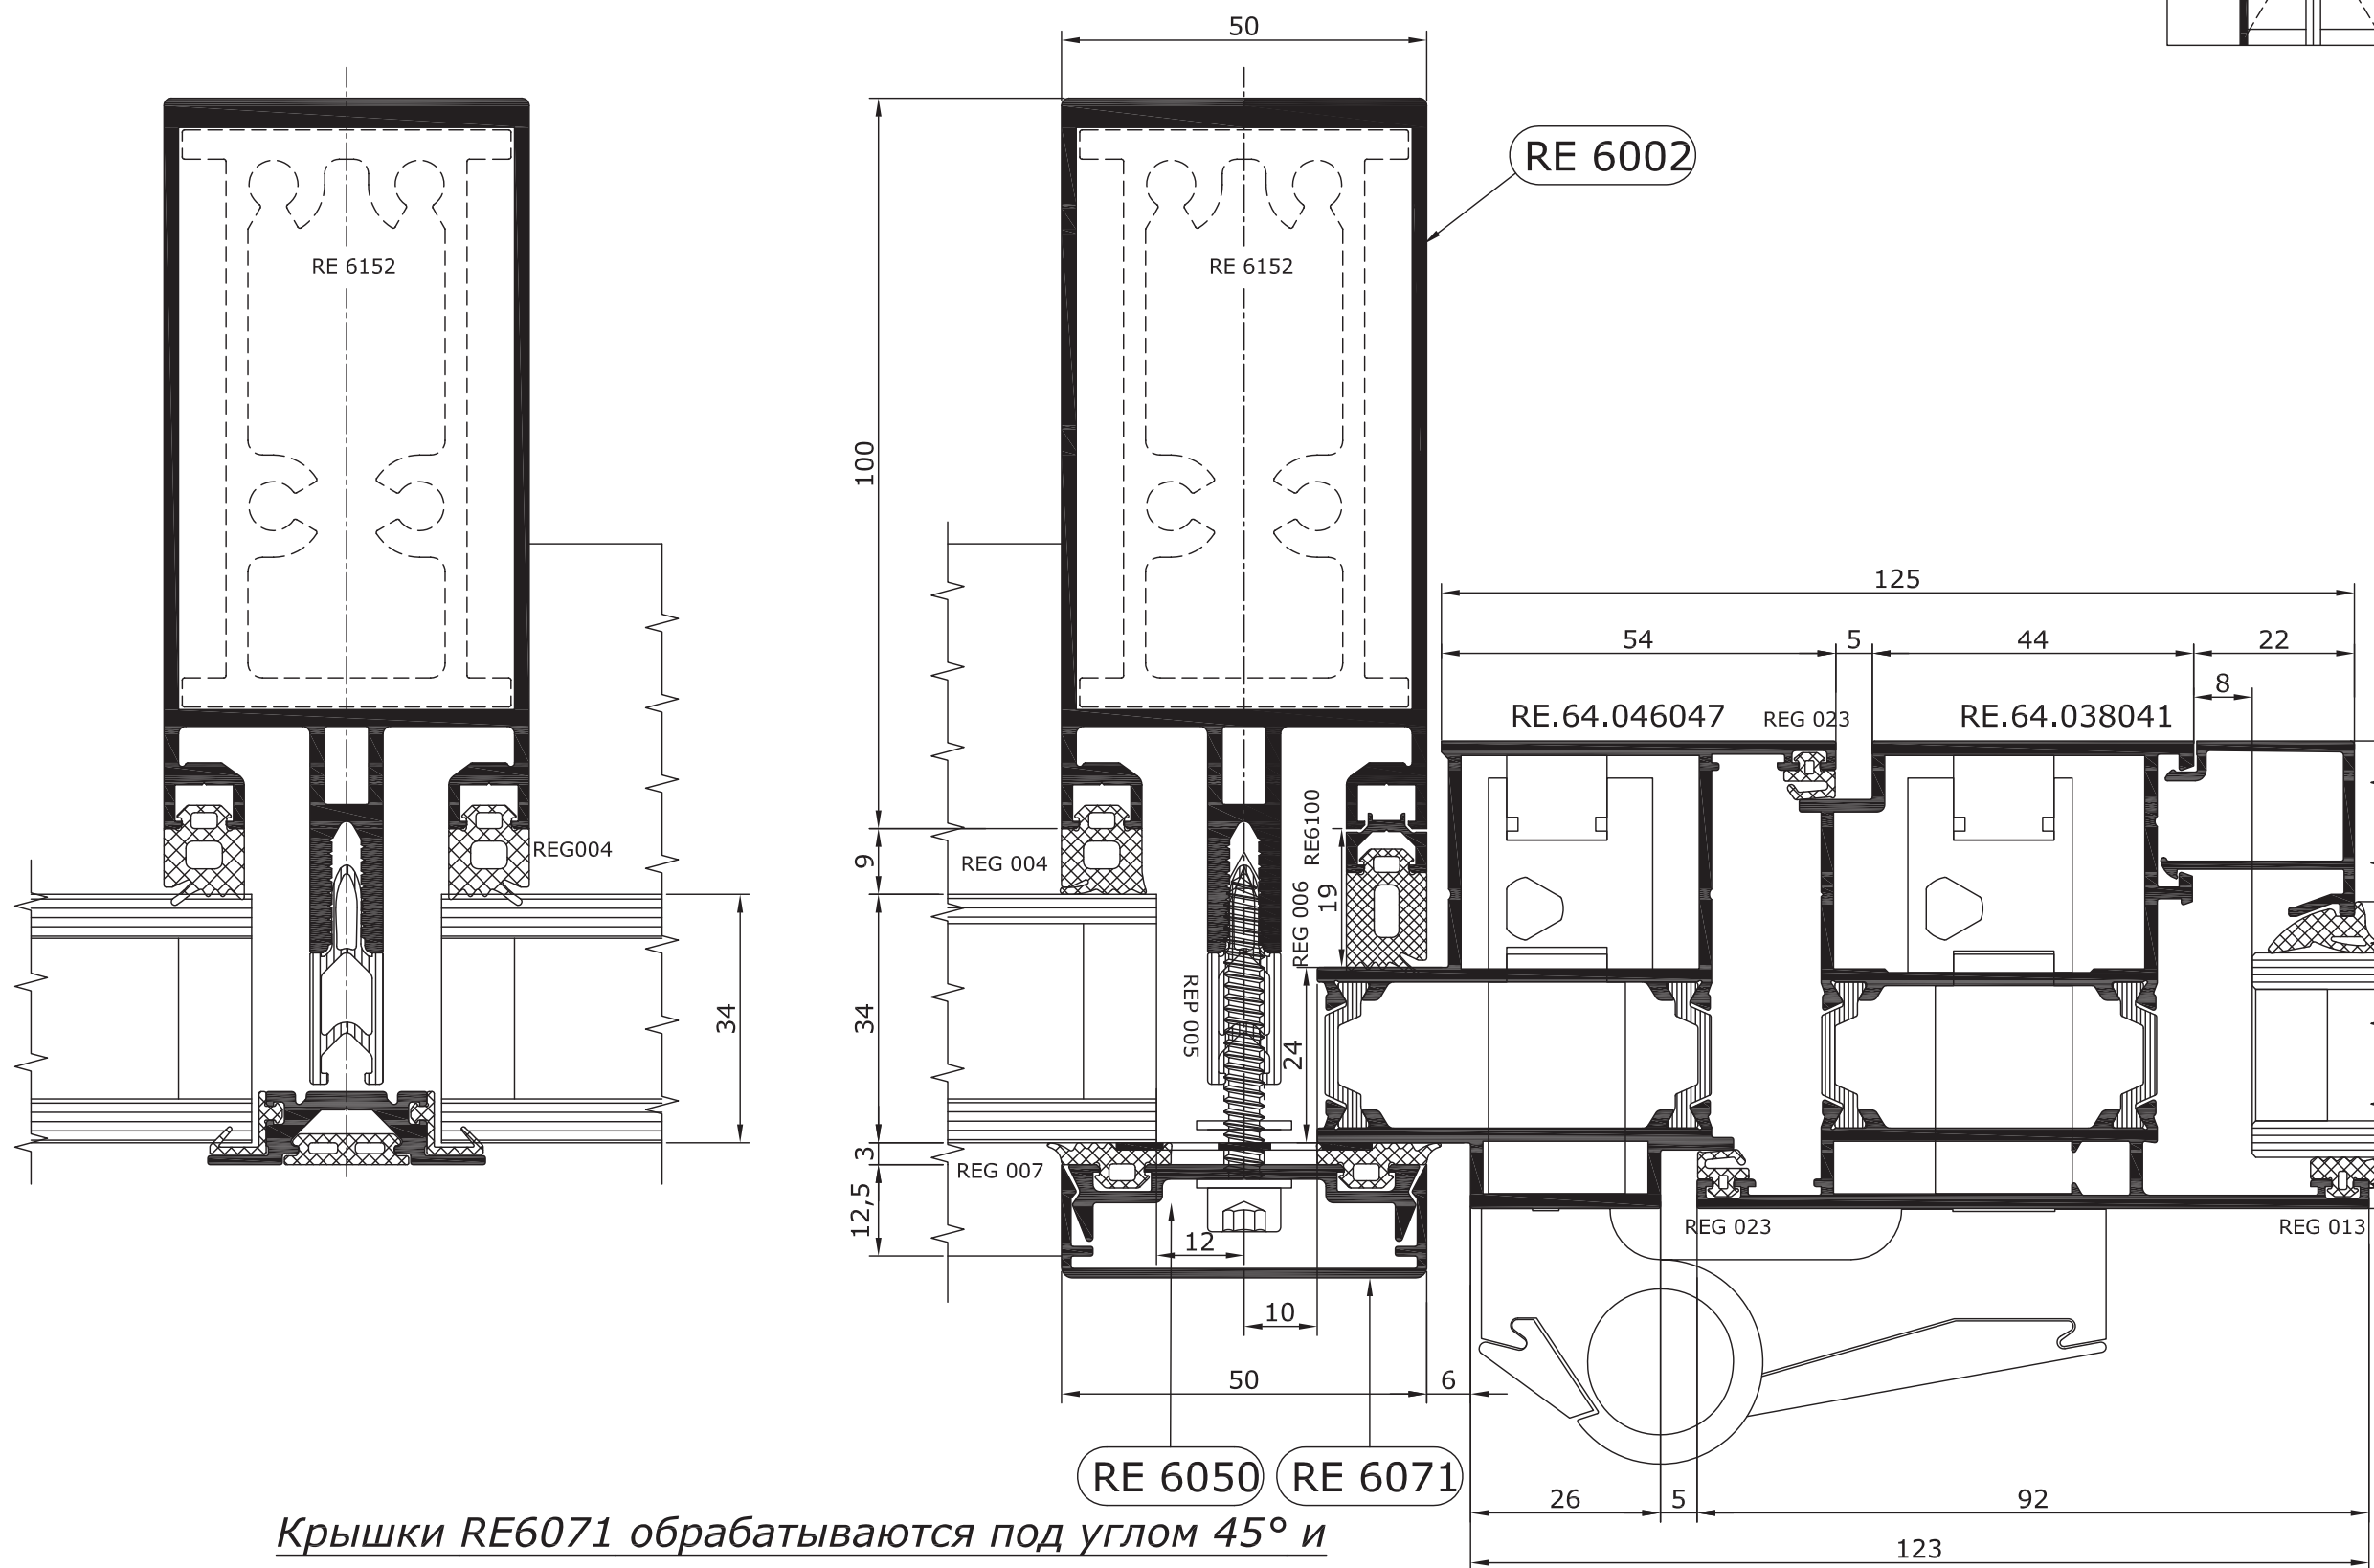 50
RE 6002
RE 6152
RE 6152
100
125
54
5
44
22
8
RE.64.046047
REG 023
RE.64.038041
REG004
REG 004
9
RE6100
REG 006
19
34
34
REP 005
24
3
REG 007
12,5
12
REG 023
REG 013
10
50
6
RE 6050
RE 6071
26
5
92
Крышки RE6071 обрабатываются под углом 45° и
123